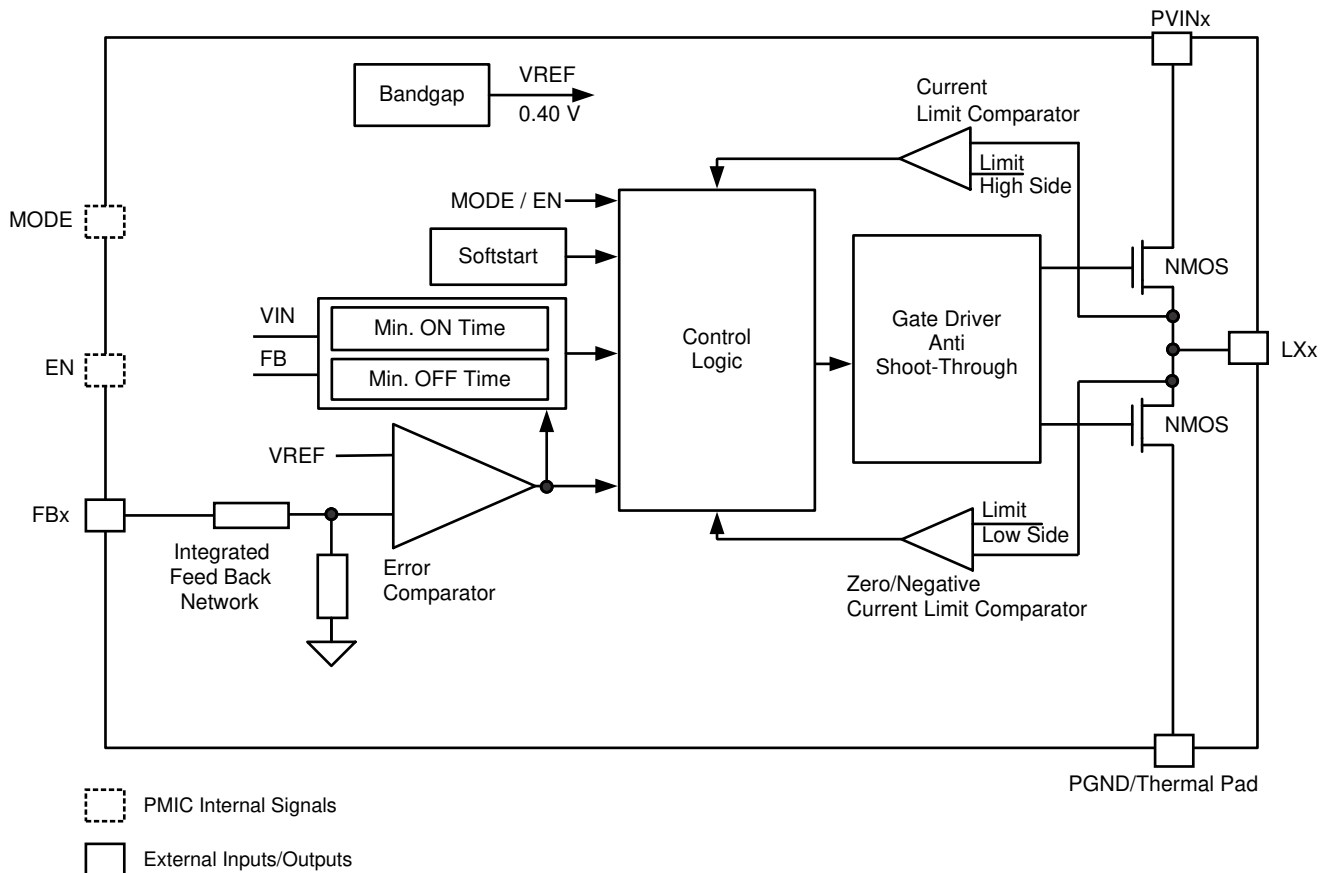 PVINx
Bandgap
VREF
0.40 V
Current
Limit Comparator
Limit
High Side
MODE
MODE / EN
Softstart
NMOS
VIN
FB
Min. ON Time
Min. OFF Time
Control
Logic
Gate Driver
Anti
Shoot-Through
LXx
EN
NMOS
VREF
FBx
Integrated
Feed Back
Network
Error
Comparator
Limit
Low Side
Zero/Negative
Current Limit Comparator
PGND/Thermal Pad
PMIC Internal Signals
External Inputs/Outputs